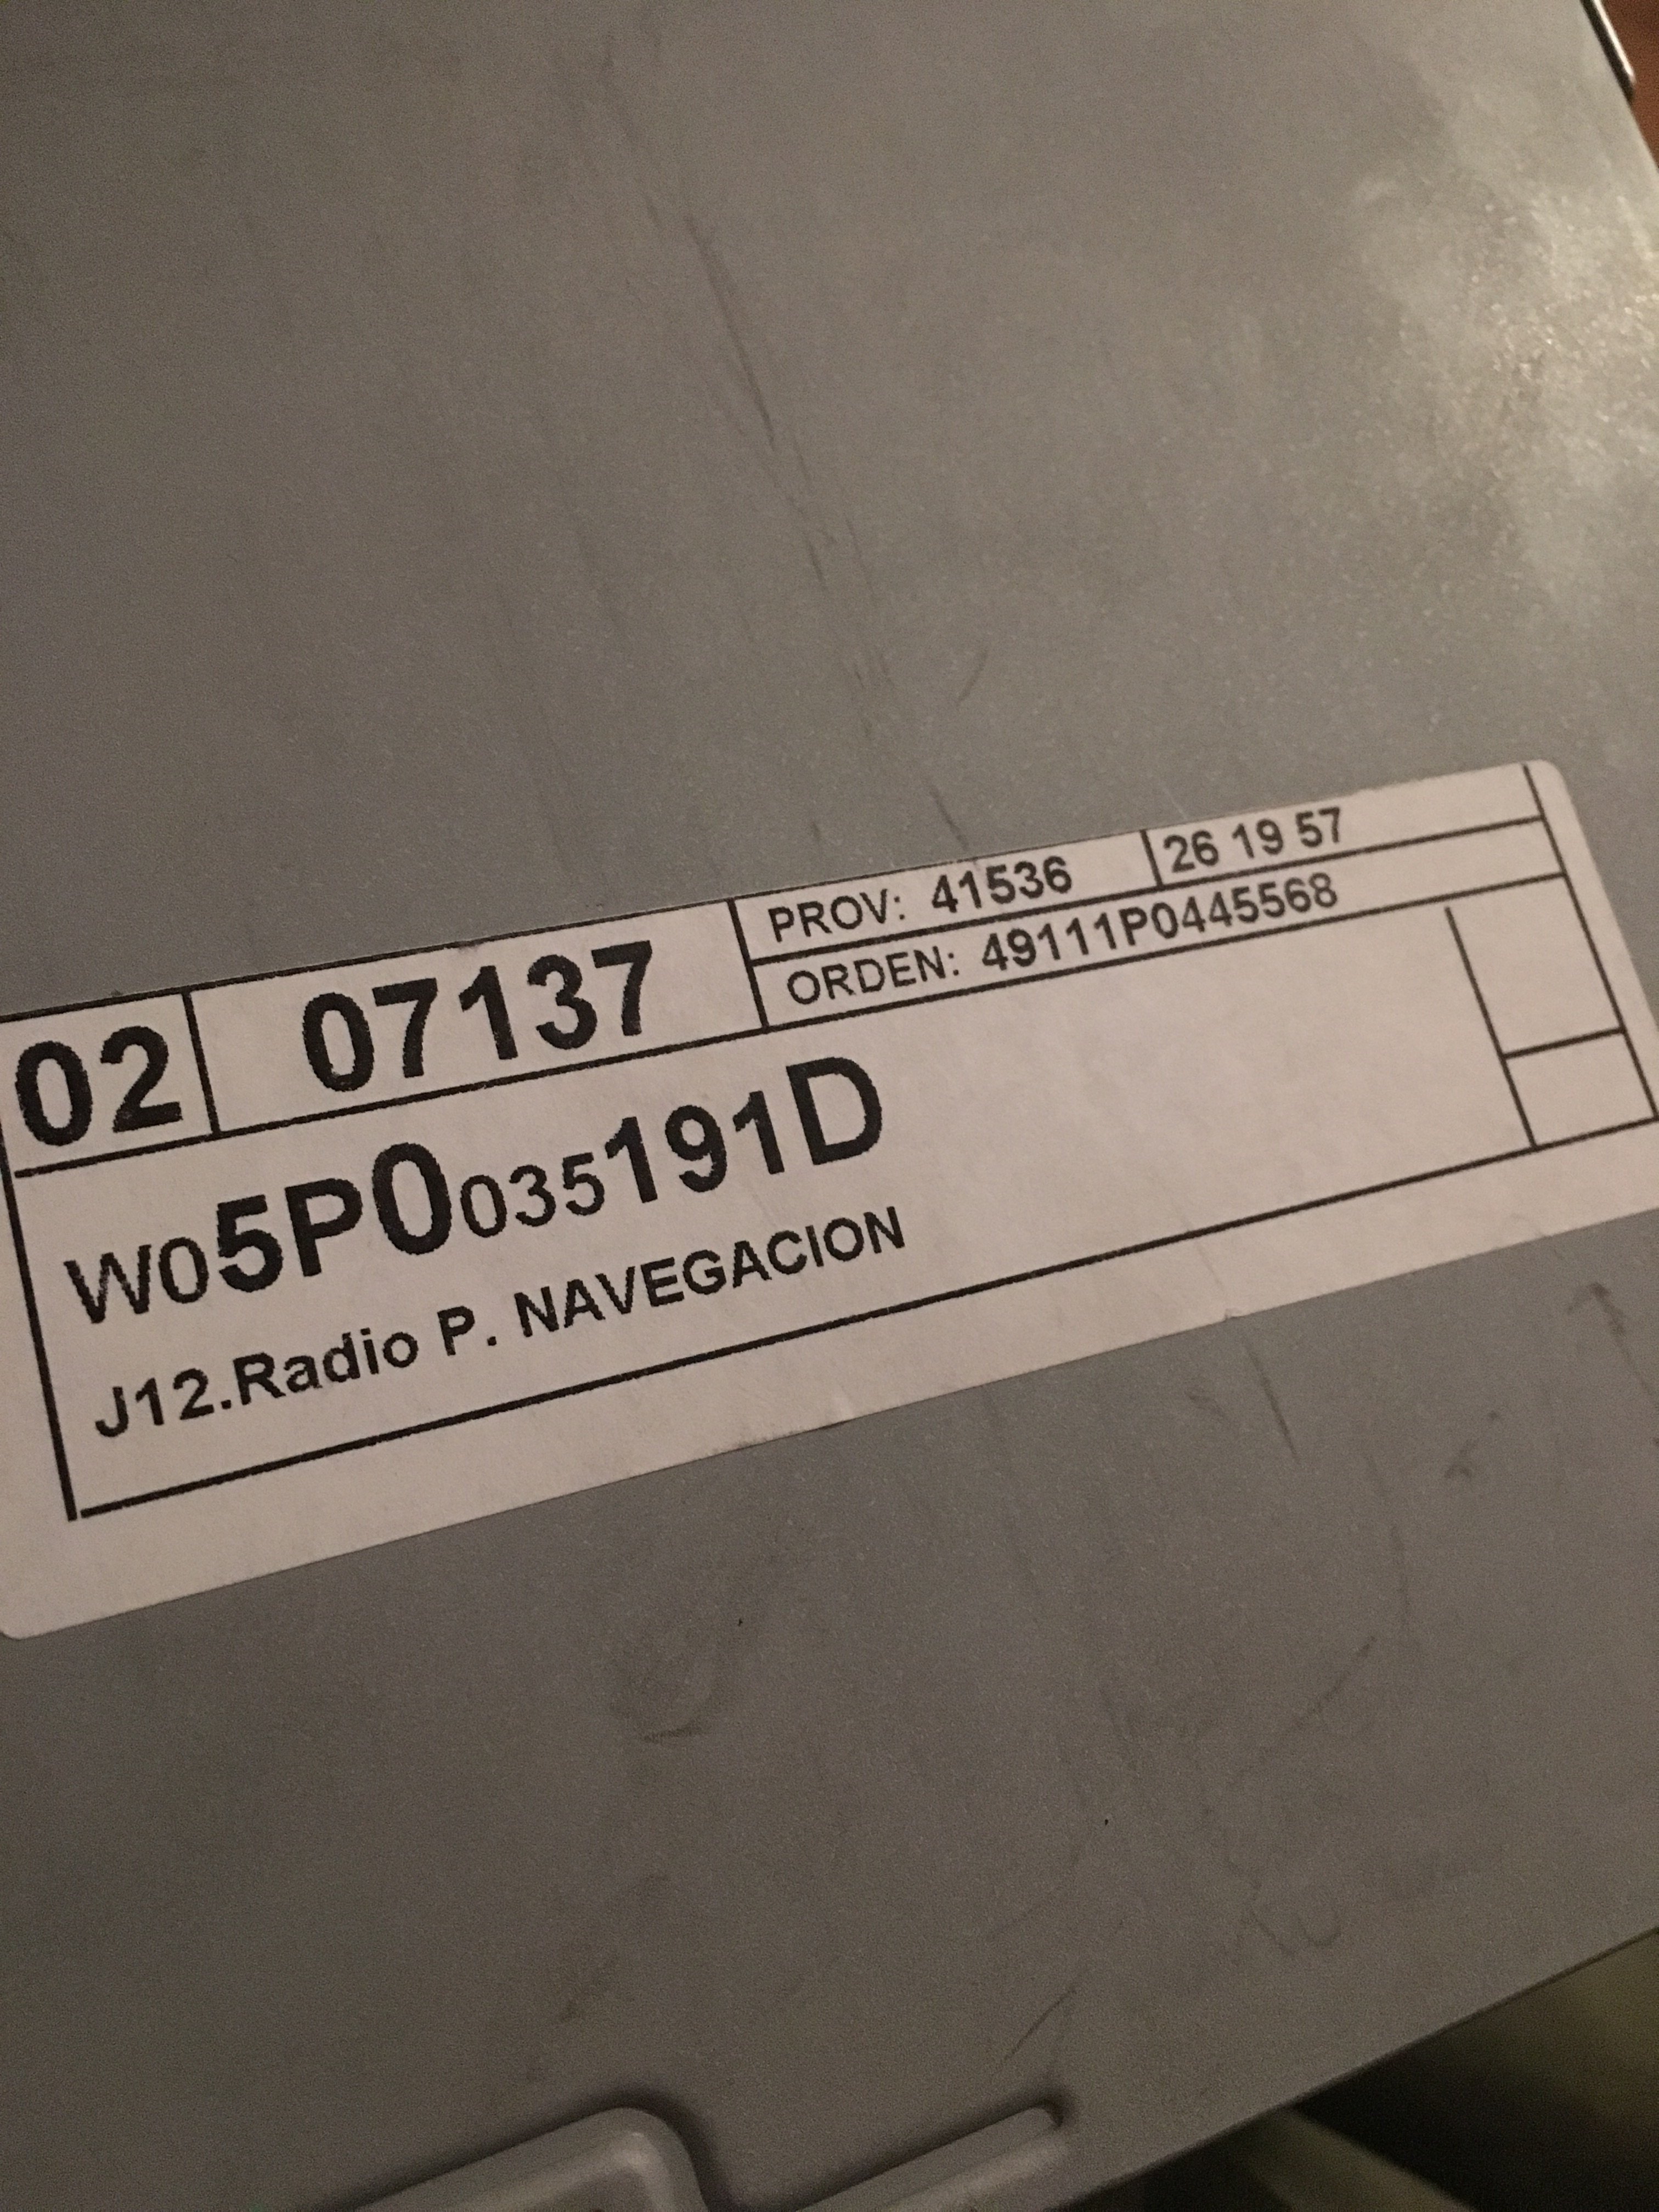 02 07137 PROV: 41536 26 19 57
ORDEN: 49111P0445568
W05P0035191D
J12.Radio P. NAVEGACION